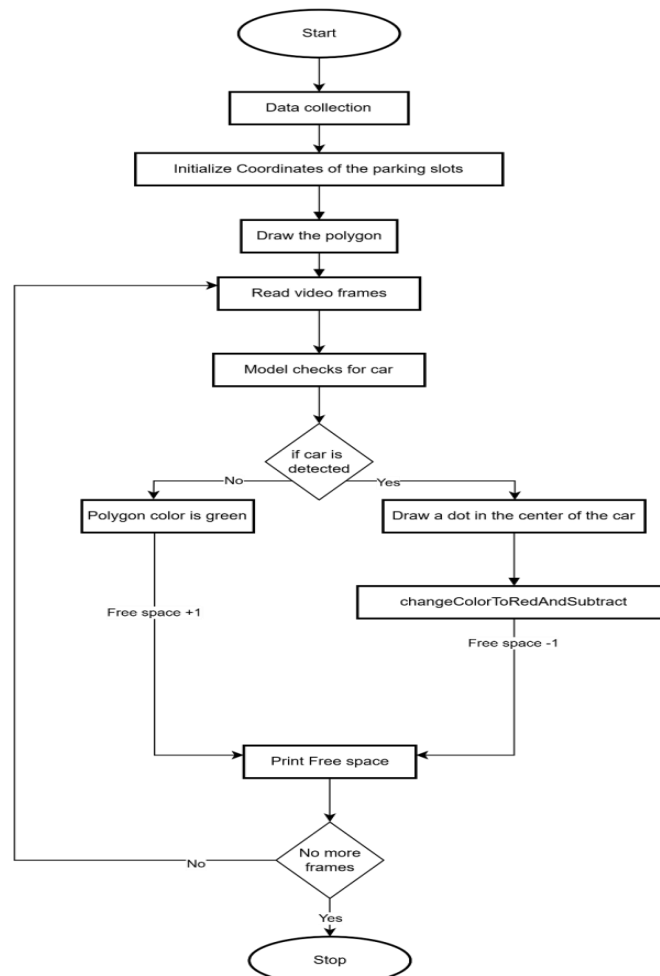 Start
Data collection
Initialize Coordinates of the parking slots
Draw the polygon
Read video frames
Model checks for car
if car is
detected
No
Yes
Polygon color is green
Draw a dot in the center of the car
changeColorToRedAndSubtract
Free space +1
Free space -1
Print Free space
No more
frames
No
Yes
Stop